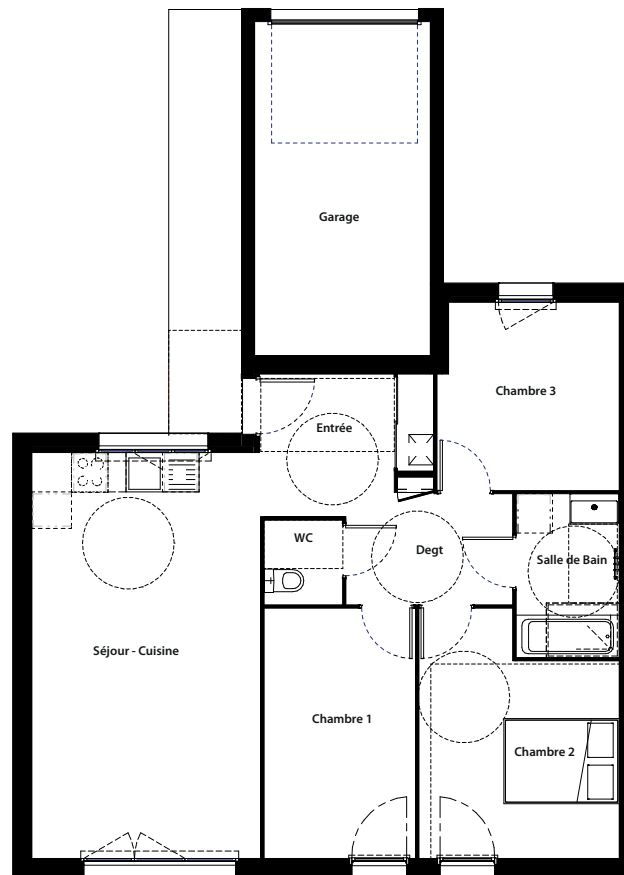 Garage
Chambre 3
Entrée
WC
Degt
Salle de Bain
Séjour - Cuisine
Chambre 1
Chambre 2